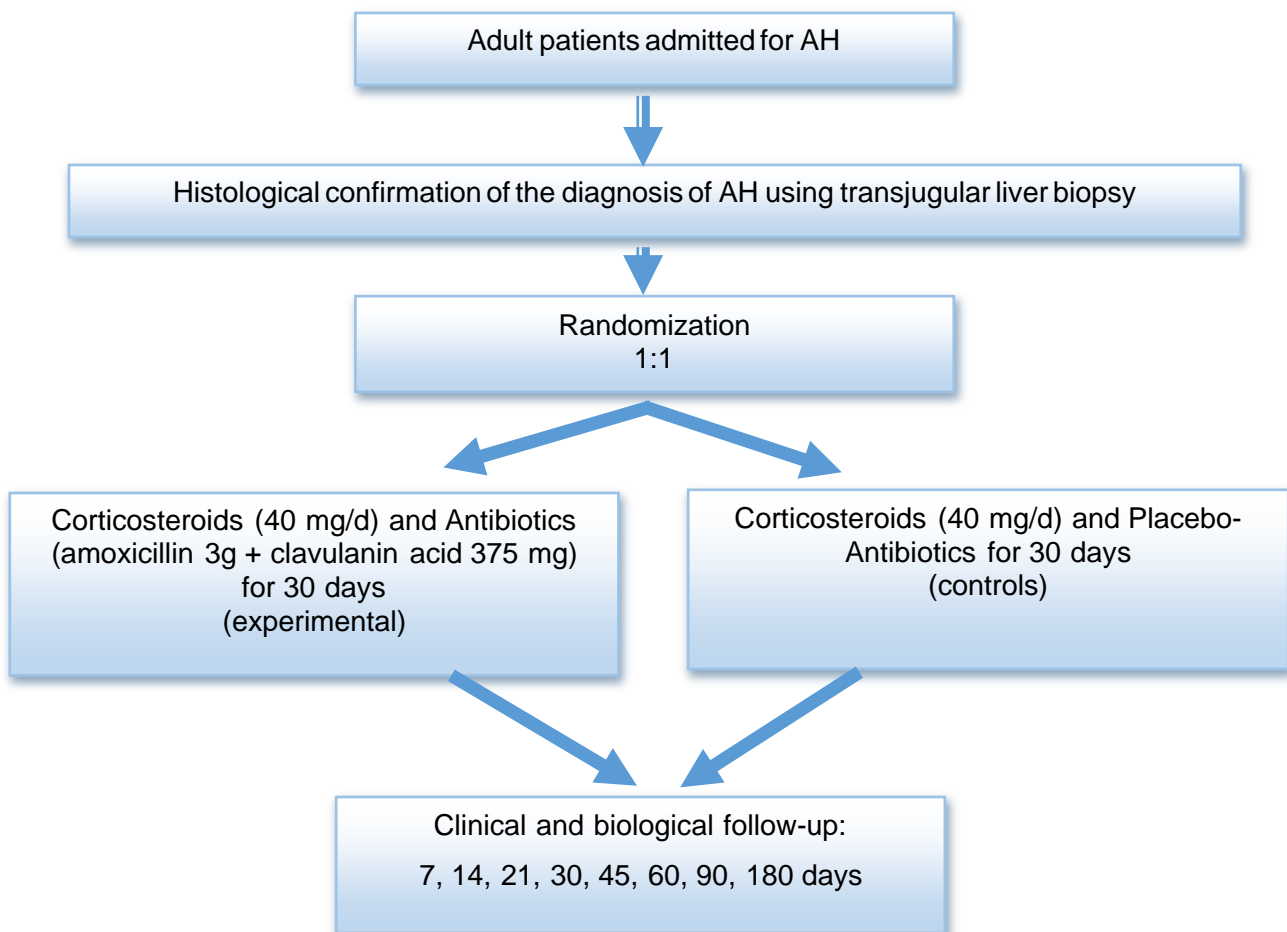 Adult patients admitted for AH
Histological confirmation of the diagnosis of AH using transjugular liver biopsy
Randomization
1:1
Corticosteroids (40 mg/d) and Antibiotics
(amoxicillin 3g + clavulanin acid 375 mg)
for 30 days
(experimental)
Corticosteroids (40 mg/d) and Placebo-
Antibiotics for 30 days
(controls)
Clinical and biological follow-up:
7, 14, 21, 30, 45, 60, 90, 180 days